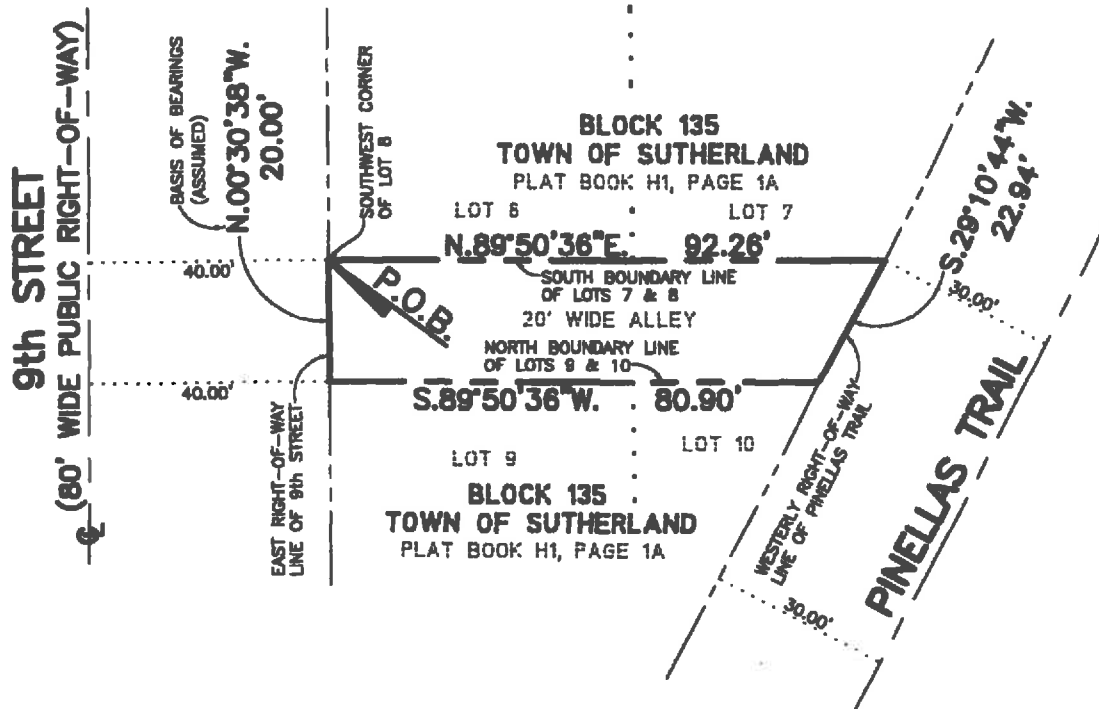 9th STREET
(80' WIDE PUBLIC RIGHT-OF-WAY)
℄
BASIS OF BEARINGS
(ASSUMED)
N.00°30'38"W.
20.00'
SOUTHWEST CORNER
OF LOT 8
BLOCK 135
TOWN OF SUTHERLAND
PLAT BOOK H1, PAGE 1A
LOT 8
LOT 7
S.29°10'44"W.
22.94'
40.00'
N.89°50'36"E. 92.26'
P.O.B.
SOUTH BOUNDARY LINE
OF LOTS 7 & 8
30.00'
20' WIDE ALLEY
NORTH BOUNDARY LINE
OF LOTS 9 & 10
40.00'
S.89°50'36"W. 80.90'
EAST RIGHT-OF-WAY
LINE OF 9th STREET
LOT 9
LOT 10
BLOCK 135
TOWN OF SUTHERLAND
PLAT BOOK H1, PAGE 1A
WESTERLY RIGHT-OF-WAY
LINE OF PINELLAS TRAIL
PINELLAS TRAIL
30.00'